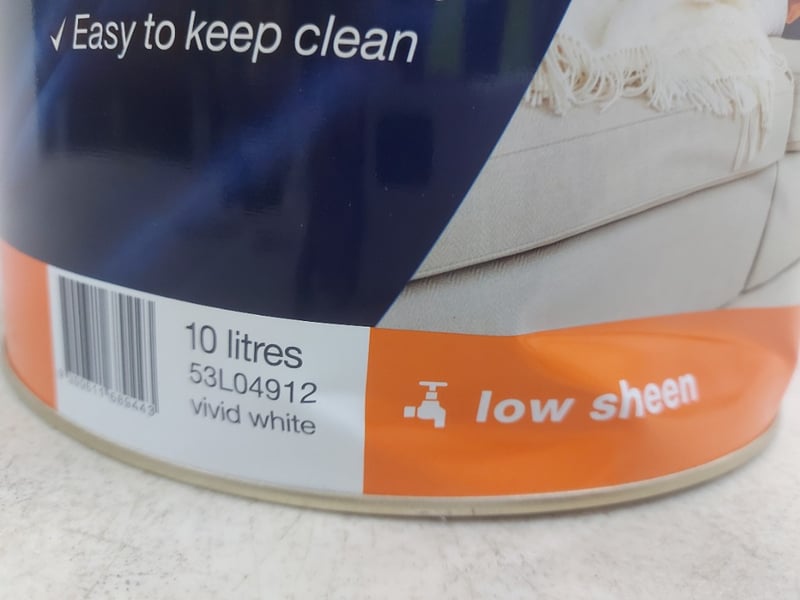 ✓ Easy to keep clean
10 litres
53L04912
vivid white
low sheen